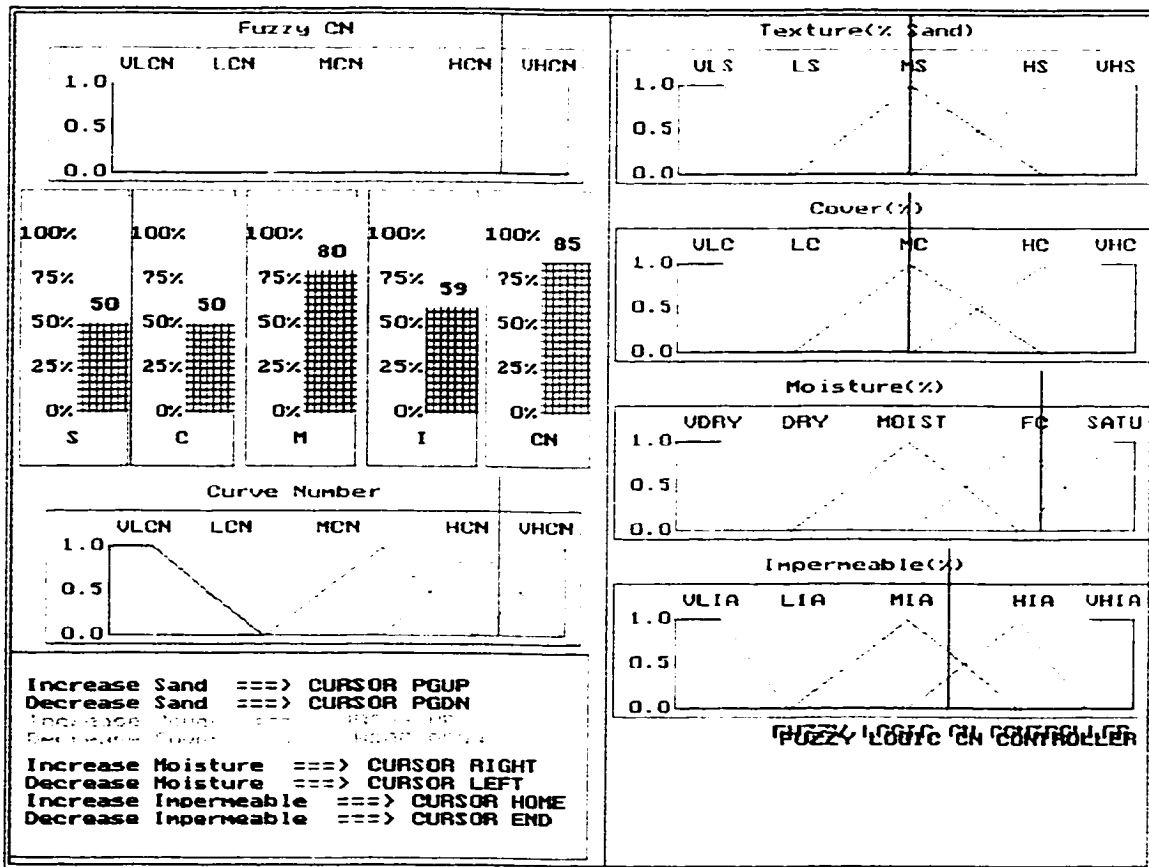 Fuzzy CN
VLCN LCN MCN HCN VHCN
1.0
0.5
0.0
100% 100% 100% 100% 100%
75% 75% 75% 75% 75%
50% 50% 50% 50% 50%
25% 25% 25% 25% 25%
0% 0% 0% 0% 0%
50 50 80 59 85
S C M I CN
Curve Number
VLCN LCN MCN HCN VHCN
1.0
0.5
0.0
Increase Sand ===> CURSOR PGUP
Decrease Sand ===> CURSOR PGDN
Increase
Decrease
Increase Moisture ===> CURSOR RIGHT
Decrease Moisture ===> CURSOR LEFT
Increase Impermeable ===> CURSOR HOME
Decrease Impermeable ===> CURSOR END
Texture(% Sand)
VLS LS MS HS VHS
1.0
0.5
0.0
Cover(%)
VLC LC MC HC VHC
1.0
0.5
0.0
Moisture(%)
VDRY DRY MOIST FC SATU
1.0
0.5
0.0
Impermeable(%)
VLIA LIA MIA HIA VHIA
1.0
0.5
0.0
FUZZY LOGIC CN CONTROLLER